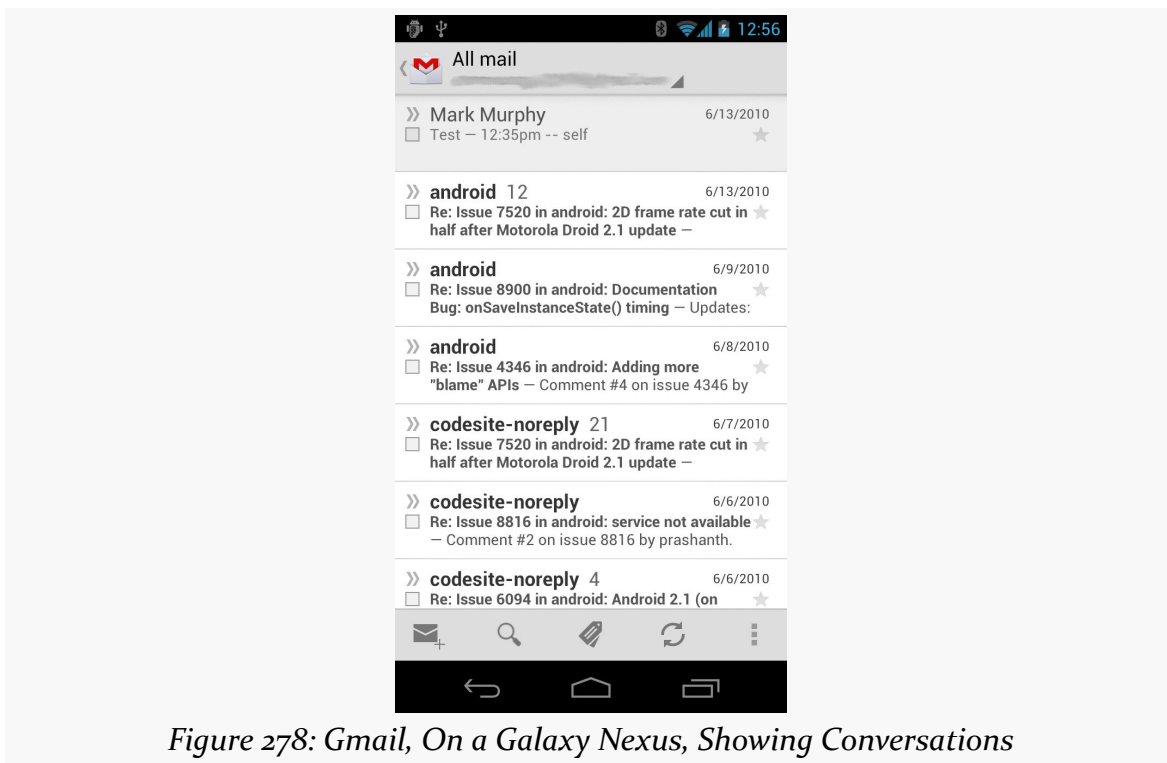 12:56
All mail
Mark Murphy 6/13/2010
Test — 12:35pm -- self
android 12 6/13/2010
Re: Issue 7520 in android: 2D frame rate cut in
half after Motorola Droid 2.1 update —
android 6/9/2010
Re: Issue 8900 in android: Documentation
Bug: onSaveInstanceState() timing — Updates:
android 6/8/2010
Re: Issue 4346 in android: Adding more
"blame" APIs — Comment #4 on issue 4346 by
codesite-noreply 21 6/7/2010
Re: Issue 7520 in android: 2D frame rate cut in
half after Motorola Droid 2.1 update —
codesite-noreply 6/6/2010
Re: Issue 8816 in android: service not available
— Comment #2 on issue 8816 by prashanth.
codesite-noreply 4 6/6/2010
Re: Issue 6094 in android: Android 2.1 (on
Figure 278: Gmail, On a Galaxy Nexus, Showing Conversations